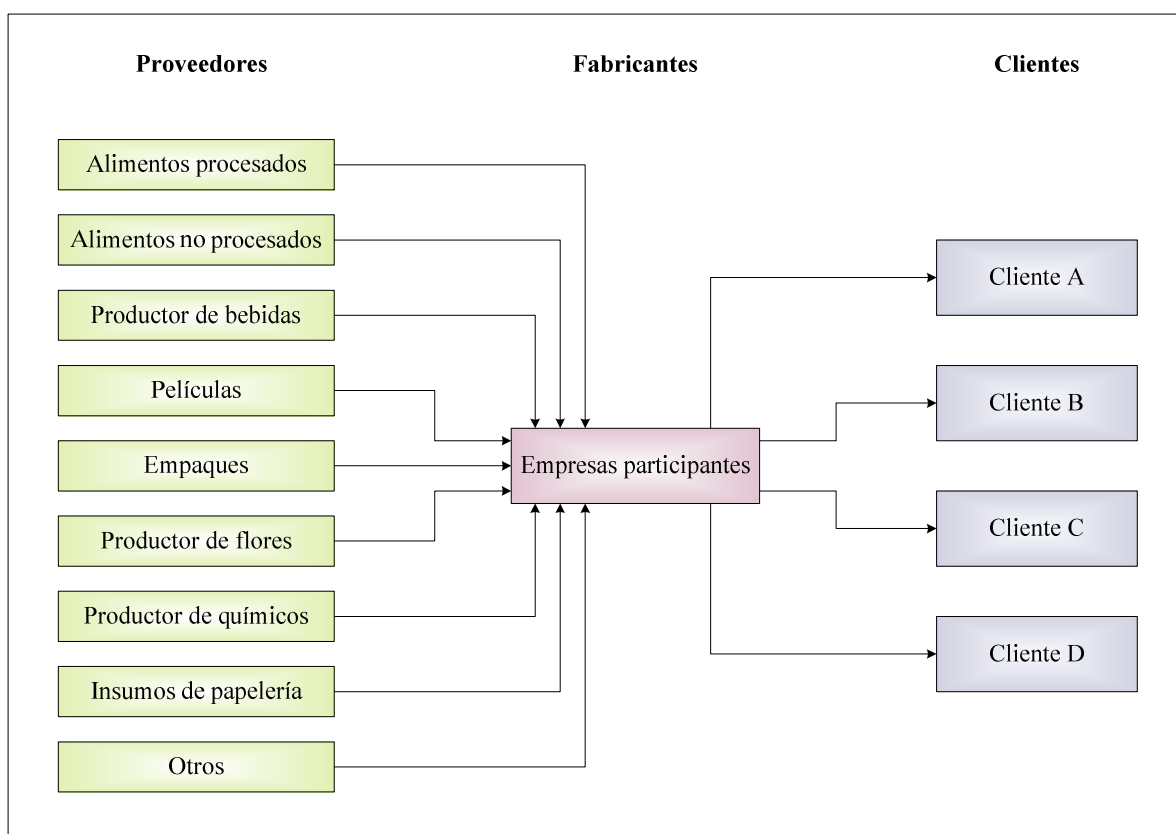 Proveedores
Fabricantes
Clientes
Alimentos procesados
Alimentos no procesados
Productor de bebidas
Películas
Empaques
Productor de flores
Productor de químicos
Insumos de papelería
Otros
Empresas participantes
Cliente A
Cliente B
Cliente C
Cliente D